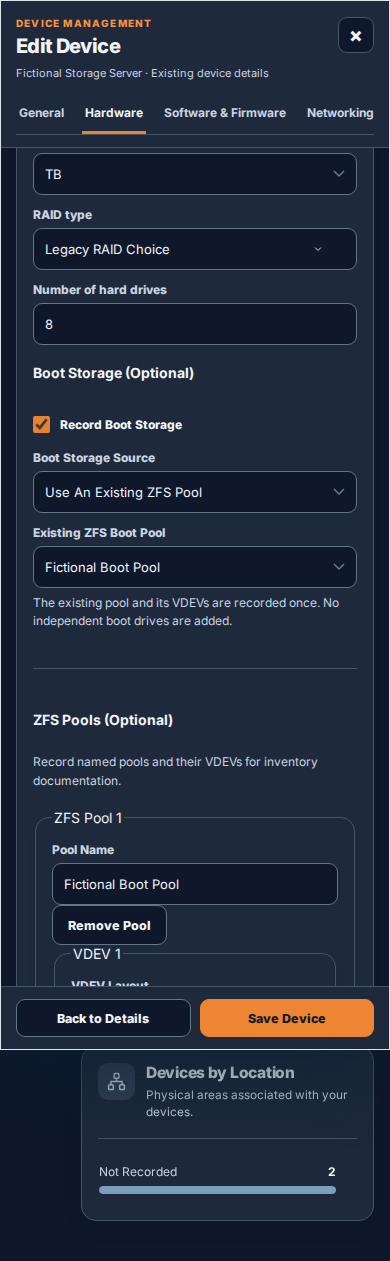 DEVICE MANAGEMENT
Edit Device
Fictional Storage Server · Existing device details
General Hardware Software & Firmware Networking
TB
RAID type
Legacy RAID Choice
Number of hard drives
8
Boot Storage (Optional)
Record Boot Storage
Boot Storage Source
Use An Existing ZFS Pool
Existing ZFS Boot Pool
Fictional Boot Pool
The existing pool and its VDEVs are recorded once. No
independent boot drives are added.
ZFS Pools (Optional)
Record named pools and their VDEVs for inventory
documentation.
ZFS Pool 1
Pool Name
Fictional Boot Pool
Remove Pool
VDEV 1
VDEV Layout
Back to Details Save Device
Devices by Location
Physical areas associated with your
devices.
Not Recorded 2